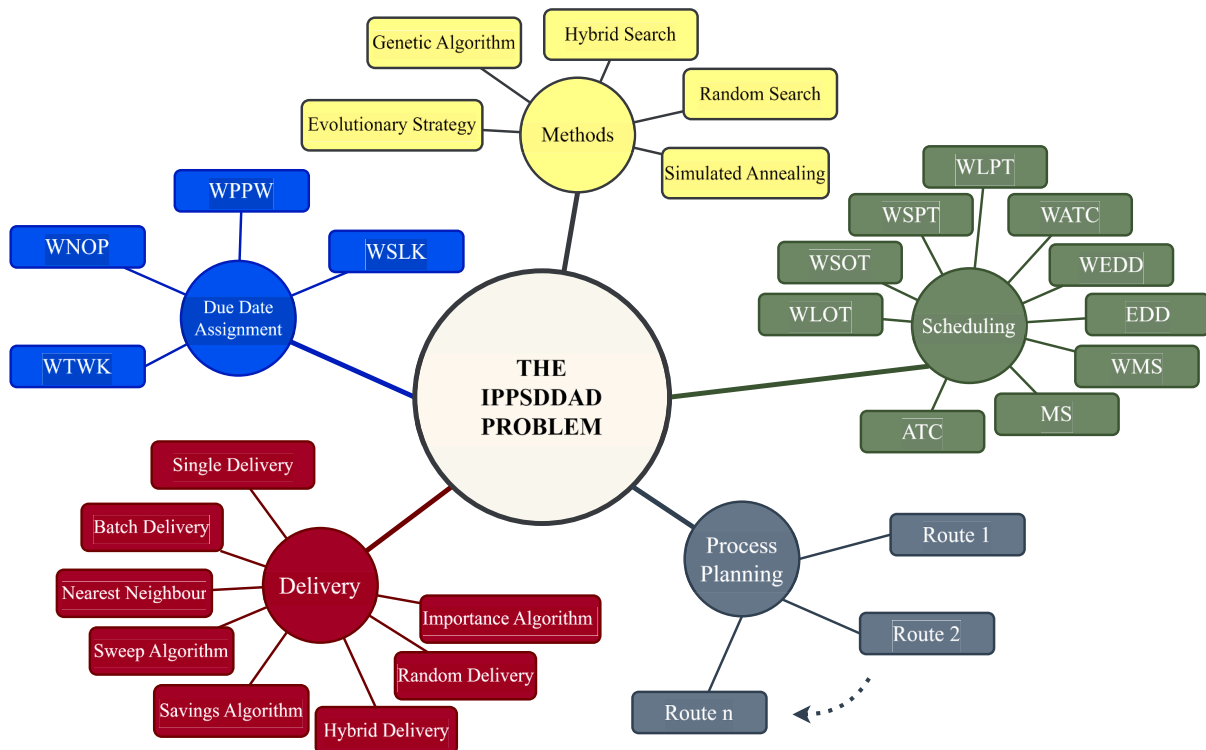 Hybrid Search
Genetic Algorithm
Random Search
Evolutionary Strategy
Methods
Simulated Annealing
WPPW
WNOP
WSLK
Due Date
Assignment
WTWK
WLPT
WSPT
WATC
WSOT
WEDD
WLOT
Scheduling
EDD
WMS
MS
ATC
THE
IPPSDDAD
PROBLEM
Single Delivery
Batch Delivery
Nearest Neighbour
Delivery
Importance Algorithm
Sweep Algorithm
Random Delivery
Savings Algorithm
Hybrid Delivery
Process
Planning
Route 1
Route 2
Route n